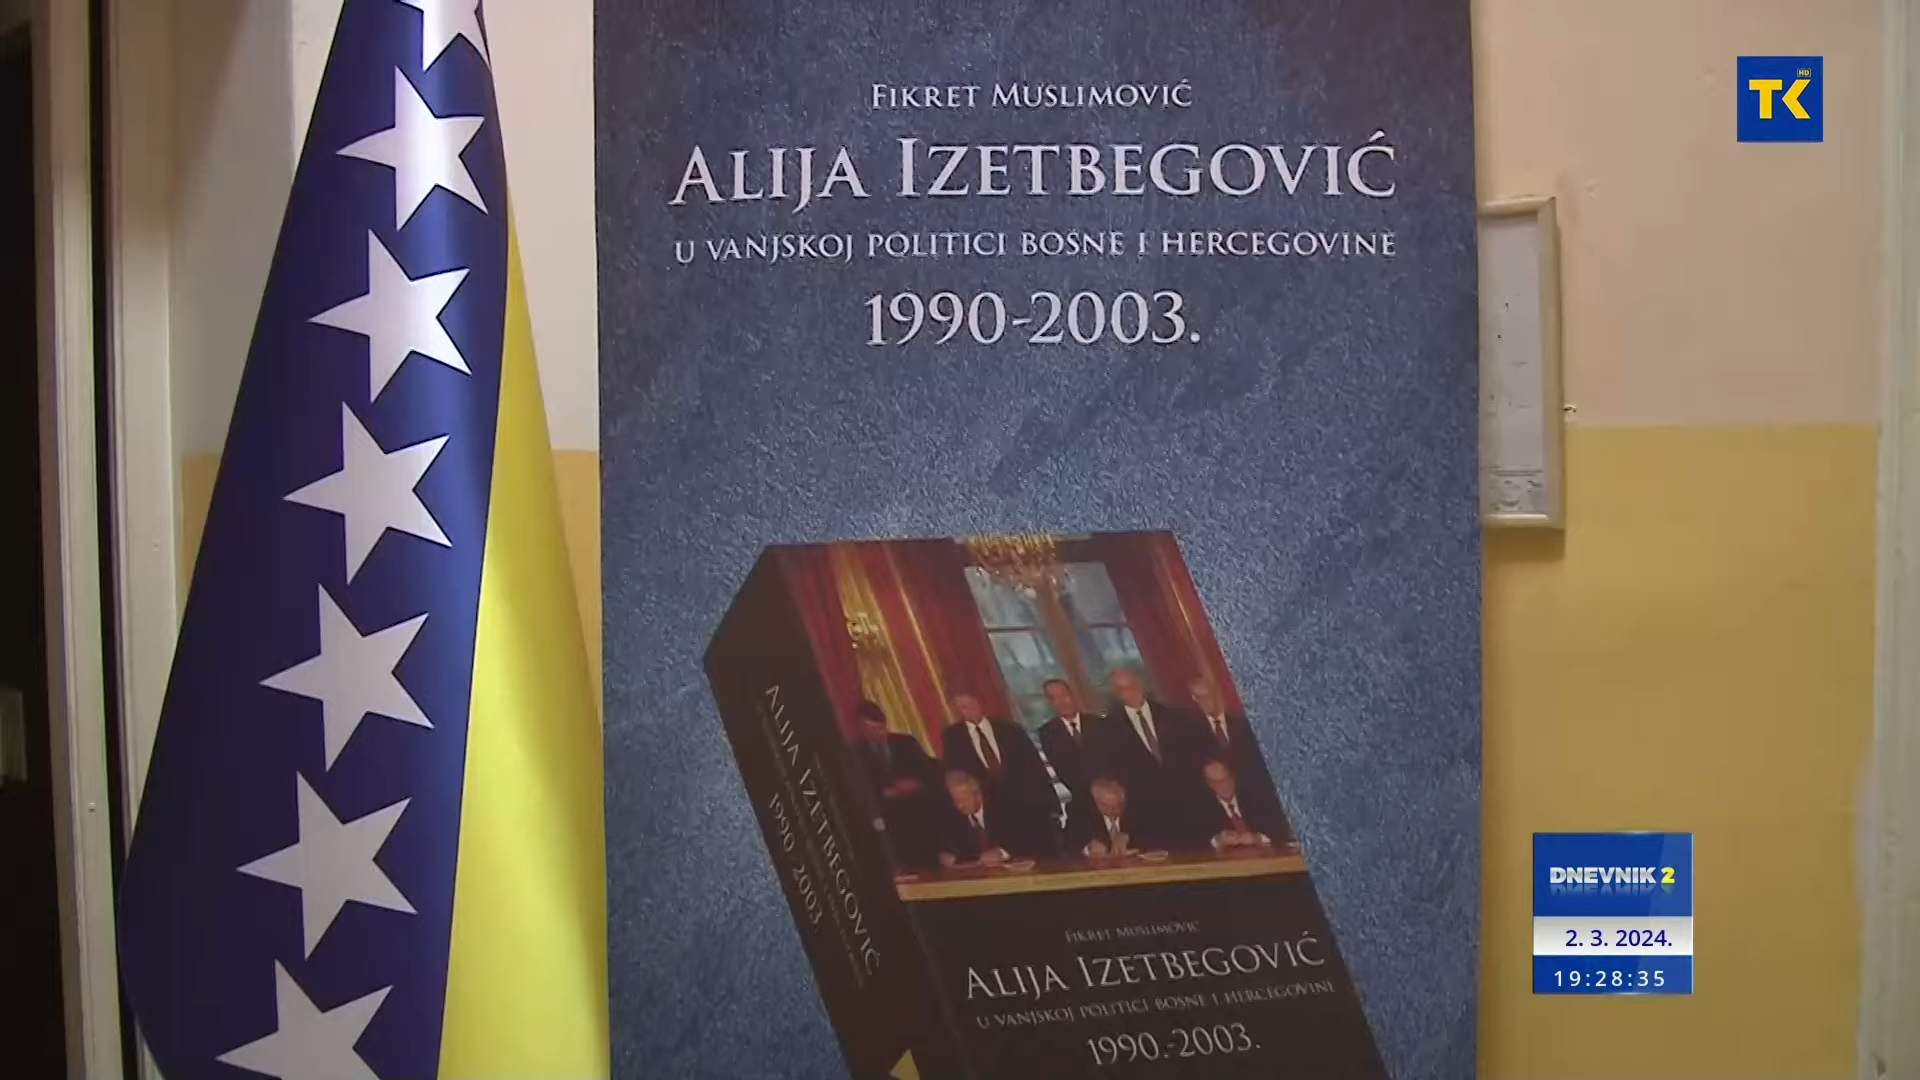 FIKRET MUSLIMOVIĆ
ALIJA IZETBEGOVIĆ
U VANJSKOJ POLITICI BOSNE I HERCEGOVINE
1990-2003.
TK HD
ALIJA IZETBEGOVIĆ
1990.-2003.
FIKRET MUSLIMOVIĆ
ALIJA IZETBEGOVIĆ
U VANJSKOJ POLITICI BOSNE I HERCEGOVINE
1990.-2003.
DNEVNIK 2
2. 3. 2024.
19:28:35